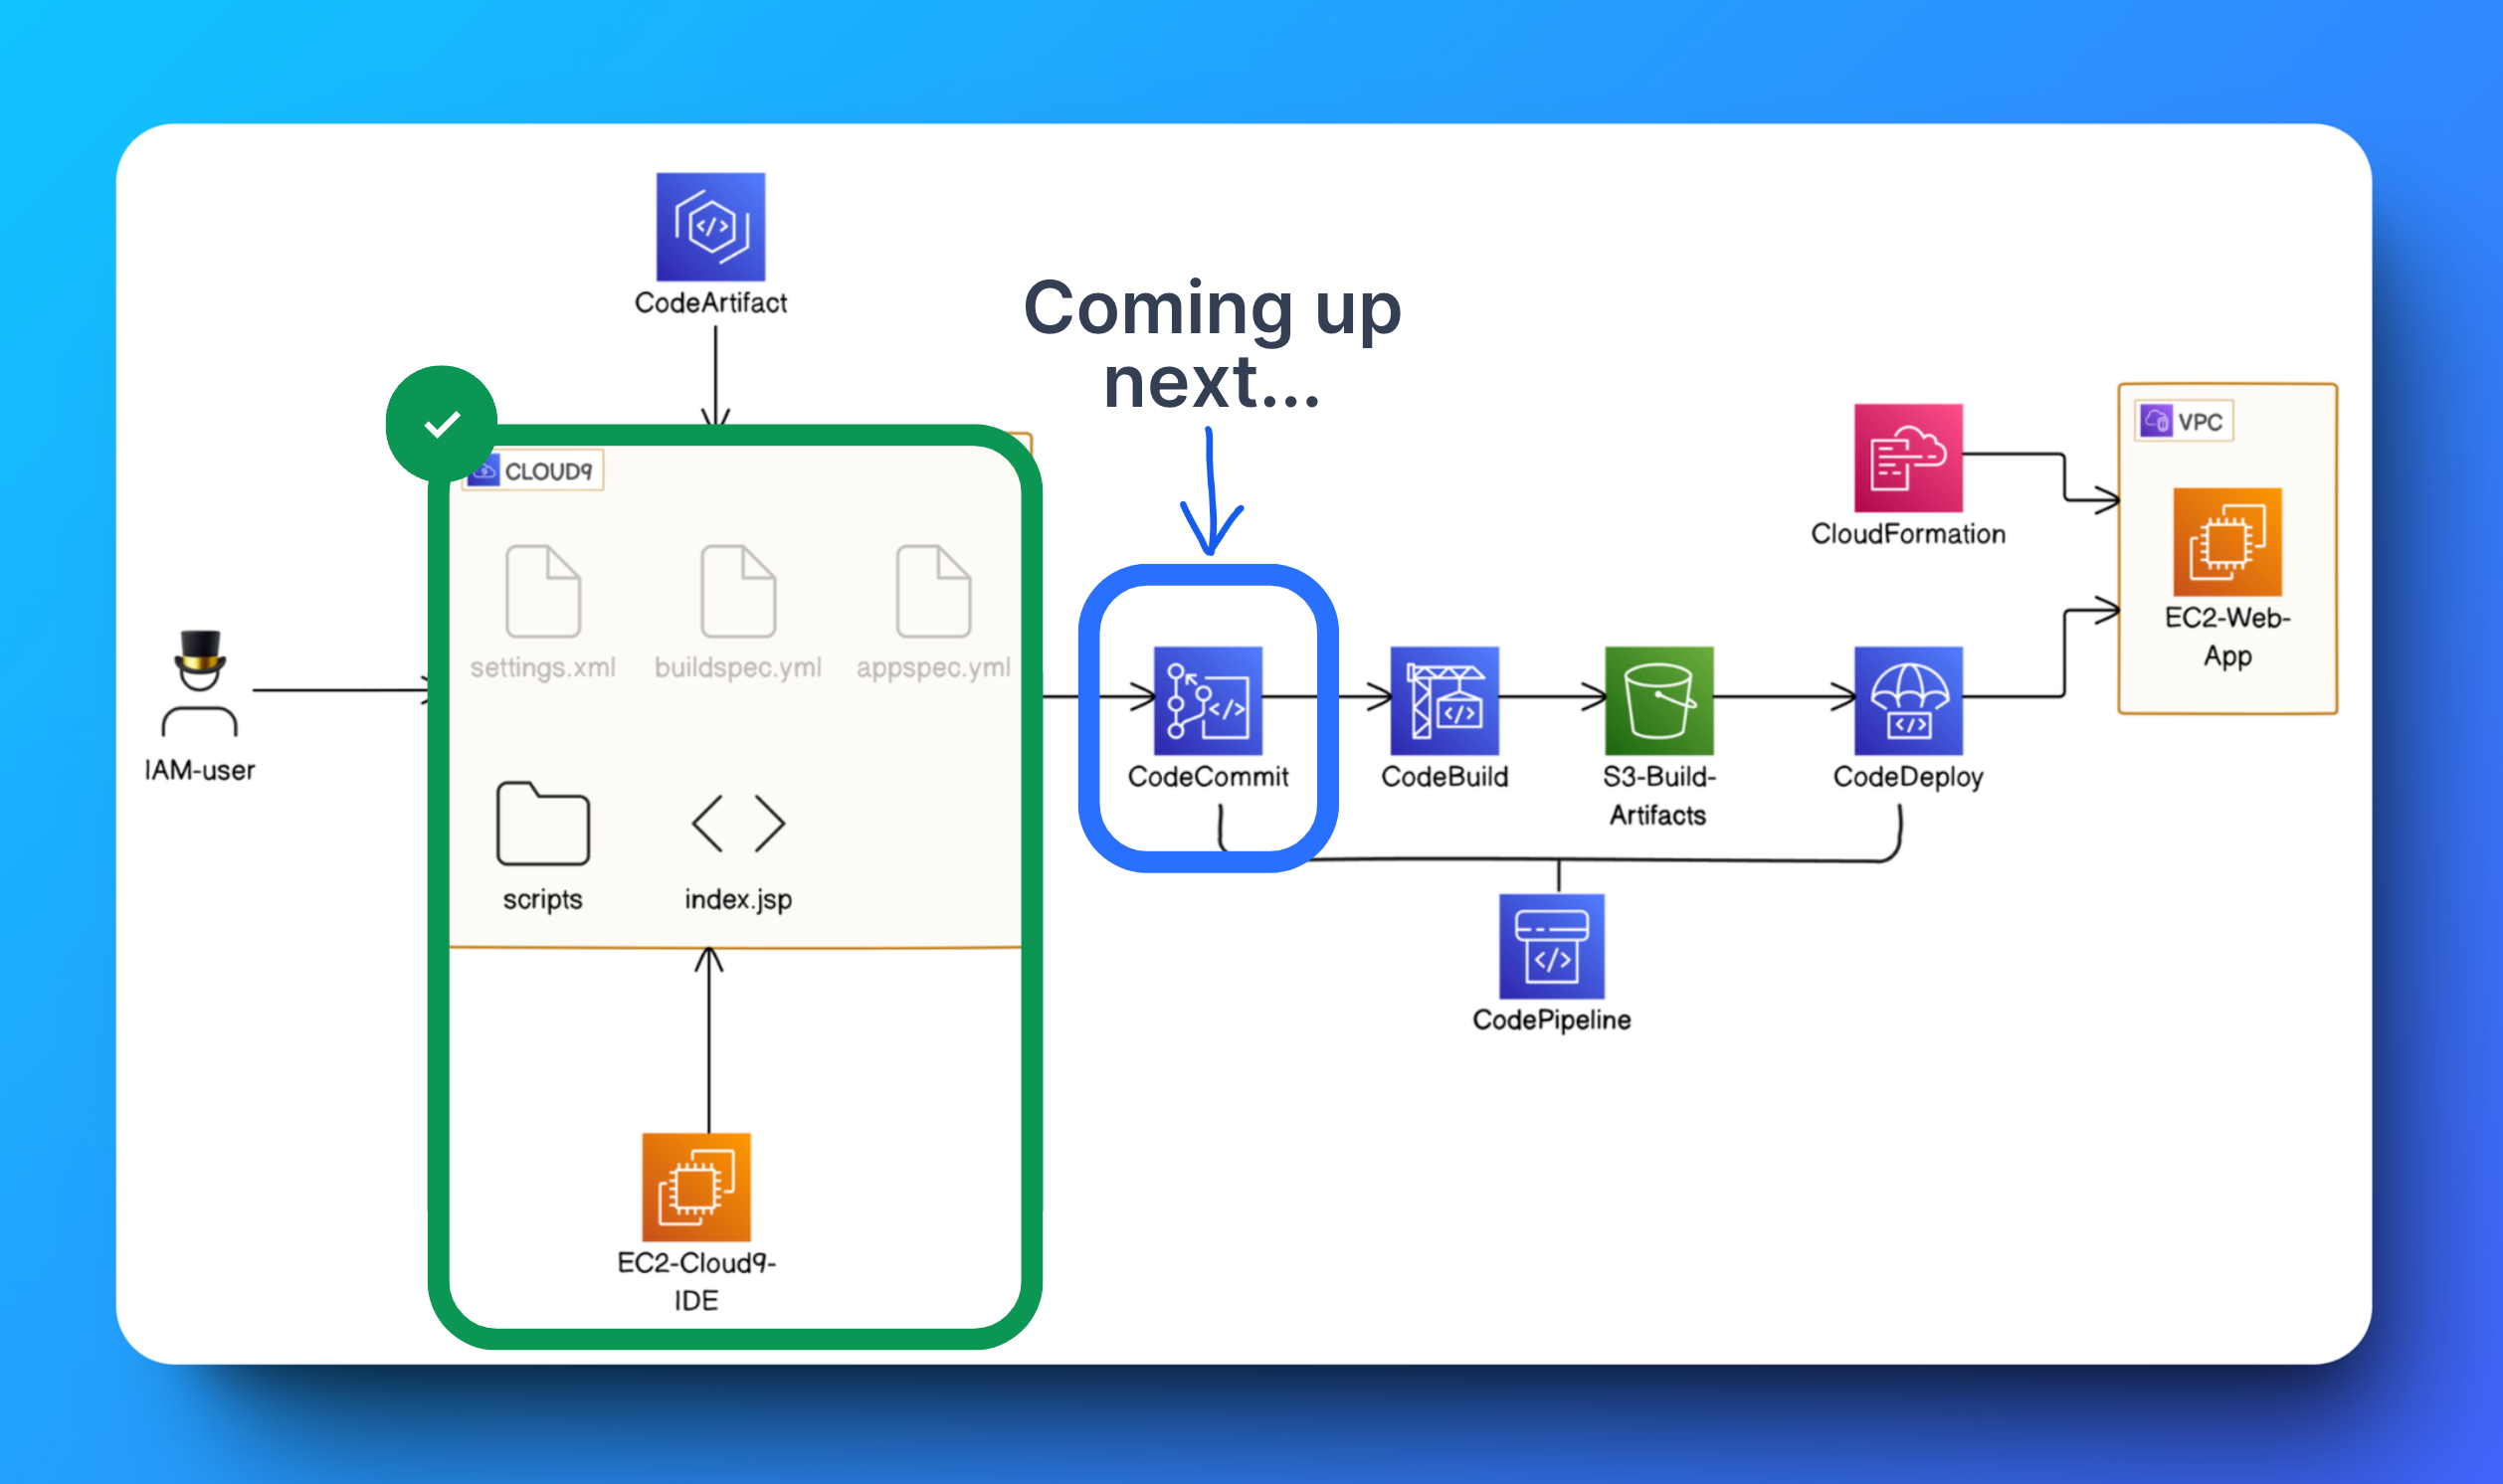 CodeArtifact
Coming up
next...
CLOUD9
VPC
CloudFormation
EC2-Web-
App
settings.xml
buildspec.yml
appspec.yml
IAM-user
CodeCommit
CodeBuild
S3-Build-
Artifacts
CodeDeploy
scripts
index.jsp
CodePipeline
EC2-Cloud9-
IDE